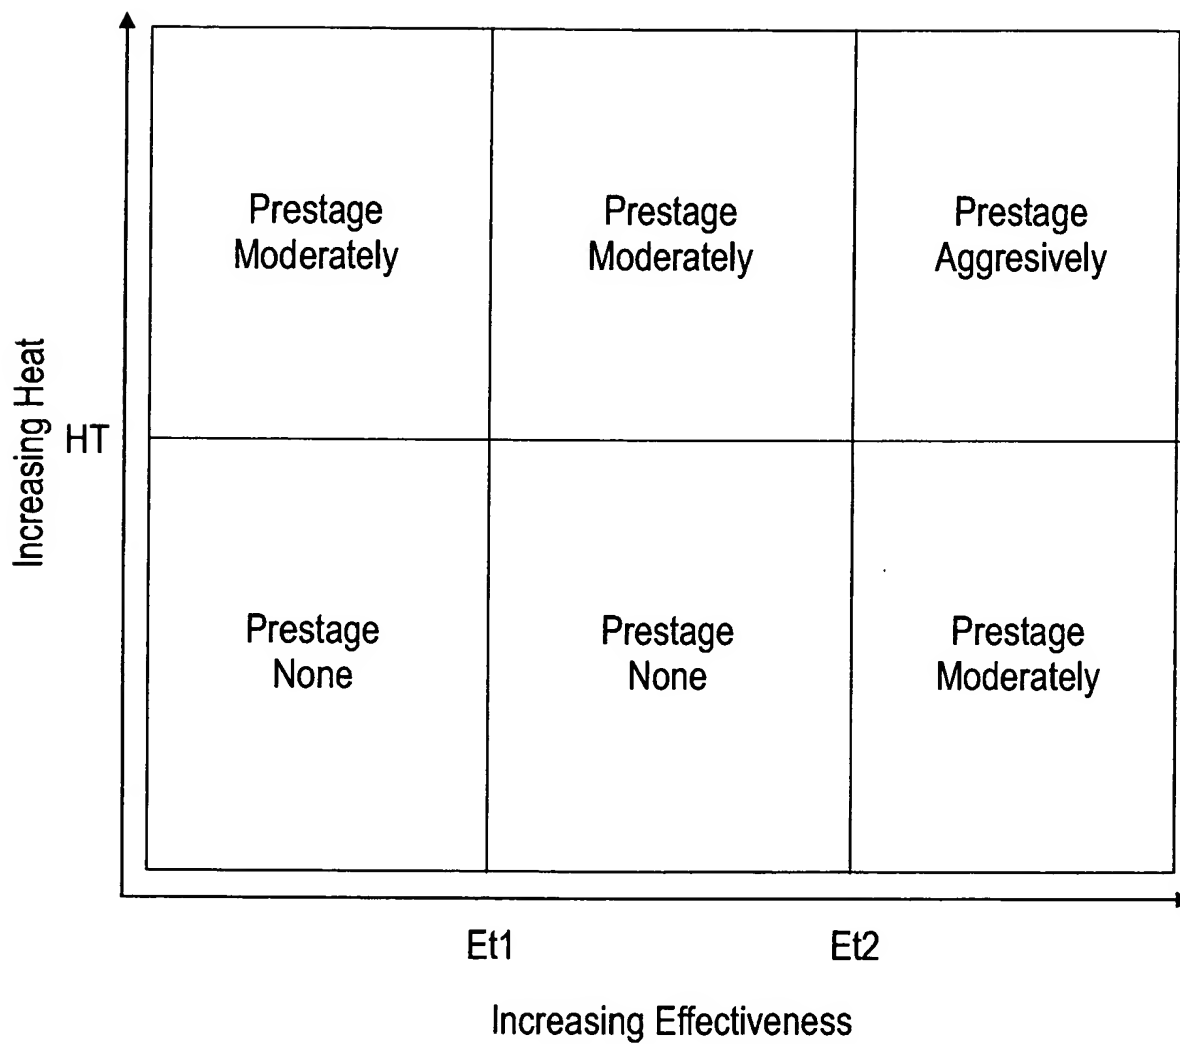 Prestage
Moderately
Prestage
Moderately
Prestage
Aggresively
Increasing Heat
HT
Prestage
None
Prestage
None
Prestage
Moderately
Et1
Et2
Increasing Effectiveness